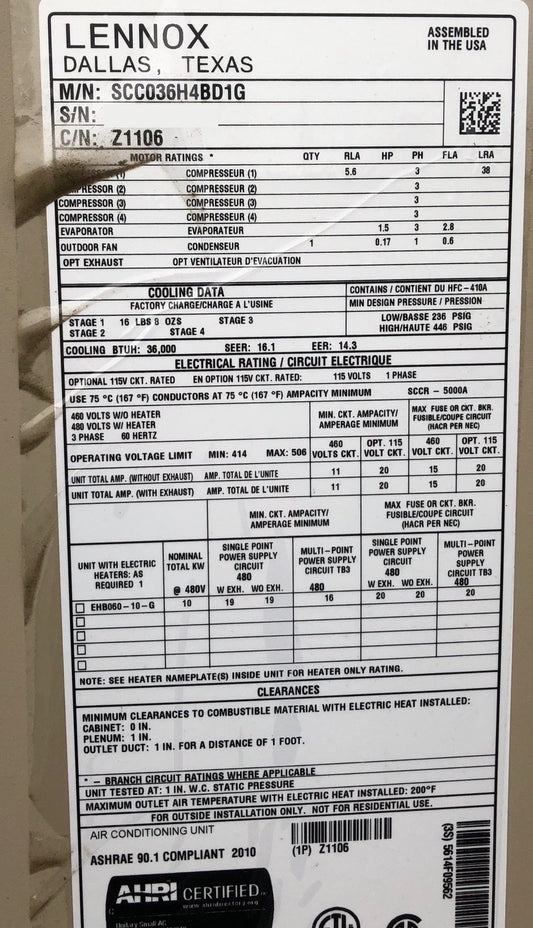 LENNOX
DALLAS, TEXAS
ASSEMBLED
IN THE USA
M/N: SCC036H4BD1G
S/N:
C/N: Z1106
MOTOR RATINGS * QTY RLA HP PH FLA LRA
(1) COMPRESSEUR (1) 5.6 3 38
COMPRESSOR (2) COMPRESSEUR (2) 3
COMPRESSOR (3) COMPRESSEUR (3) 3
COMPRESSOR (4) COMPRESSEUR (4) 3
EVAPORATOR EVAPORATEUR 1.5 3 2.8
OUTDOOR FAN CONDENSEUR 1 0.17 1 0.6
OPT EXHAUST OPT VENTILATEUR D'EVACUATION
COOLING DATA
FACTORY CHARGE/CHARGE A L'USINE
CONTAINS / CONTIENT DU HFC-410A
MIN DESIGN PRESSURE / PRESSION
STAGE 1 16 LBS 8 OZS STAGE 3
STAGE 2 STAGE 4
LOW/BASSE 236 PSIG
HIGH/HAUTE 446 PSIG
COOLING BTUH: 36,000 SEER: 16.1 EER: 14.3
ELECTRICAL RATING / CIRCUIT ELECTRIQUE
OPTIONAL 115V CKT. RATED EN OPTION 115V CKT. RATED: 115 VOLTS 1 PHASE
USE 75 °C (167 °F) CONDUCTORS AT 75 °C (167 °F) AMPACITY MINIMUM SCCR - 5000A
460 VOLTS W/O HEATER
480 VOLTS W/ HEATER
3 PHASE 60 HERTZ
MIN. CKT. AMPACITY/
AMPERAGE MINIMUM
MAX FUSE OR CKT. BKR.
FUSIBLE/COUPE CIRCUIT
(HACR PER NEC)
OPERATING VOLTAGE LIMIT MIN: 414 MAX: 506
460 VOLTS CKT.
OPT. 115 VOLT CKT.
460 VOLT CKT.
OPT. 115 VOLT CKT.
UNIT TOTAL AMP. (WITHOUT EXHAUST) AMP. TOTAL DE L'UNITE 11 20 15 20
UNIT TOTAL AMP. (WITH EXHAUST) AMP. TOTAL DE L'UNITE 11 20 15 20
MIN. CKT. AMPACITY/
AMPERAGE MINIMUM
MAX FUSE OR CKT. BKR.
FUSIBLE/COUPE CIRCUIT
(HACR PER NEC)
UNIT WITH ELECTRIC
HEATERS: AS
REQUIRED 1
NOMINAL
TOTAL KW
@ 480V
SINGLE POINT
POWER SUPPLY
CIRCUIT
480
W EXH. WO EXH.
MULTI-POINT
POWER SUPPLY
CIRCUIT TB3
480
SINGLE POINT
POWER SUPPLY
CIRCUIT
480
W EXH. WO EXH.
MULTI-POINT
POWER
SUPPLY
CIRCUIT TB3
480
EHB060-10-G 10 19 19 16 20 20 20
NOTE: SEE HEATER NAMEPLATE(S) INSIDE UNIT FOR HEATER ONLY RATING.
CLEARANCES
MINIMUM CLEARANCES TO COMBUSTIBLE MATERIAL WITH ELECTRIC HEAT INSTALLED:
CABINET: 0 IN.
PLENUM: 1 IN.
OUTLET DUCT: 1 IN. FOR A DISTANCE OF 1 FOOT.
* - BRANCH CIRCUIT RATINGS WHERE APPLICABLE
UNIT TESTED AT: 1 IN. W.C. STATIC PRESSURE
MAXIMUM OUTLET AIR TEMPERATURE WITH ELECTRIC HEAT INSTALLED: 200°F
FOR OUTSIDE INSTALLATION ONLY. NOT FOR RESIDENTIAL USE.
AIR CONDITIONING UNIT
ASHRAE 90.1 COMPLIANT 2010
(1P) Z1106
(3S) 5614F09562
AHRI CERTIFIED
www.ahridirectory.org
Unitary Small AC